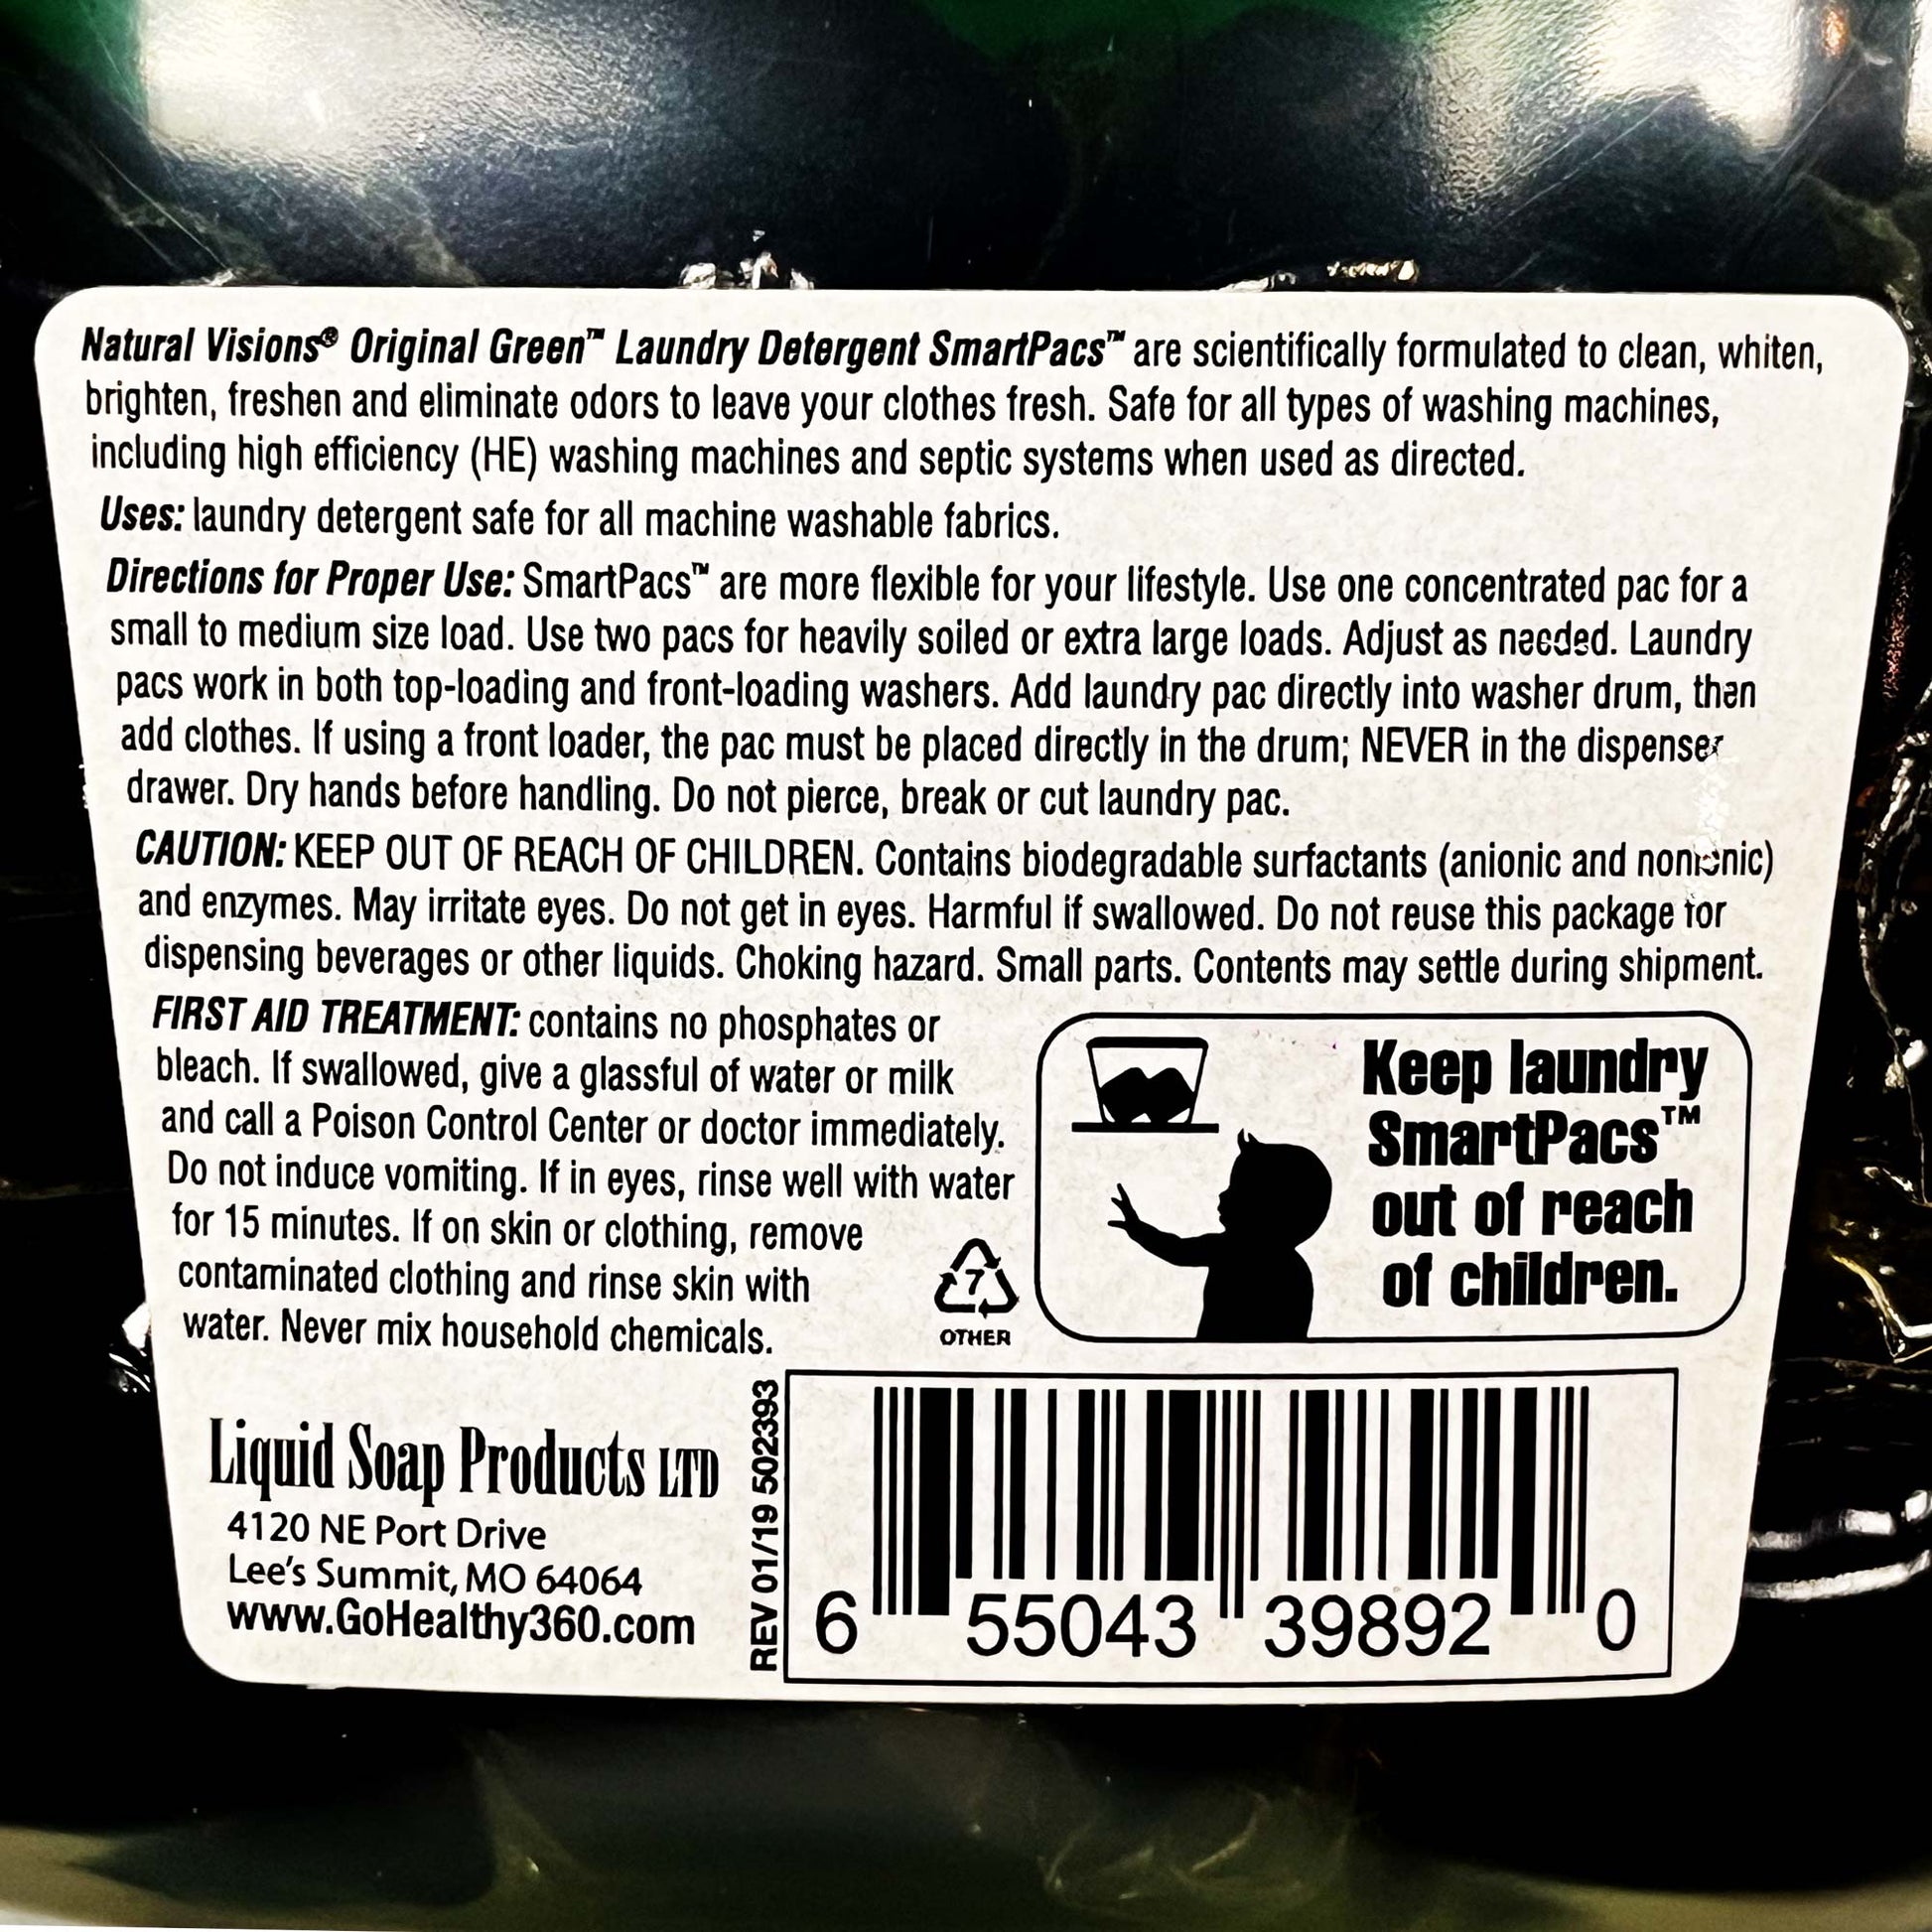 Natural Visions® Original Green™ Laundry Detergent SmartPacs™ are scientifically formulated to clean, whiten,
brighten, freshen and eliminate odors to leave your clothes fresh. Safe for all types of washing machines,
including high efficiency (HE) washing machines and septic systems when used as directed.
Uses: laundry detergent safe for all machine washable fabrics.
Directions for Proper Use: SmartPacs™ are more flexible for your lifestyle. Use one concentrated pac for a
small to medium size load. Use two pacs for heavily soiled or extra large loads. Adjust as needed. Laundry
pacs work in both top-loading and front-loading washers. Add laundry pac directly into washer drum, then
add clothes. If using a front loader, the pac must be placed directly in the drum; NEVER in the dispenser
drawer. Dry hands before handling. Do not pierce, break or cut laundry pac.
CAUTION: KEEP OUT OF REACH OF CHILDREN. Contains biodegradable surfactants (anionic and nonionic)
and enzymes. May irritate eyes. Do not get in eyes. Harmful if swallowed. Do not reuse this package for
dispensing beverages or other liquids. Choking hazard. Small parts. Contents may settle during shipment.
FIRST AID TREATMENT: contains no phosphates or
bleach. If swallowed, give a glassful of water or milk
and call a Poison Control Center or doctor immediately.
Do not induce vomiting. If in eyes, rinse well with water
for 15 minutes. If on skin or clothing, remove
contaminated clothing and rinse skin with
water. Never mix household chemicals.
7
OTHER
Keep laundry
SmartPacs™
out of reach
of children.
Liquid Soap Products LTD
4120 NE Port Drive
Lee's Summit, MO 64064
www.GoHealthy360.com
REV 01/19 502393
6 55043 39892 0